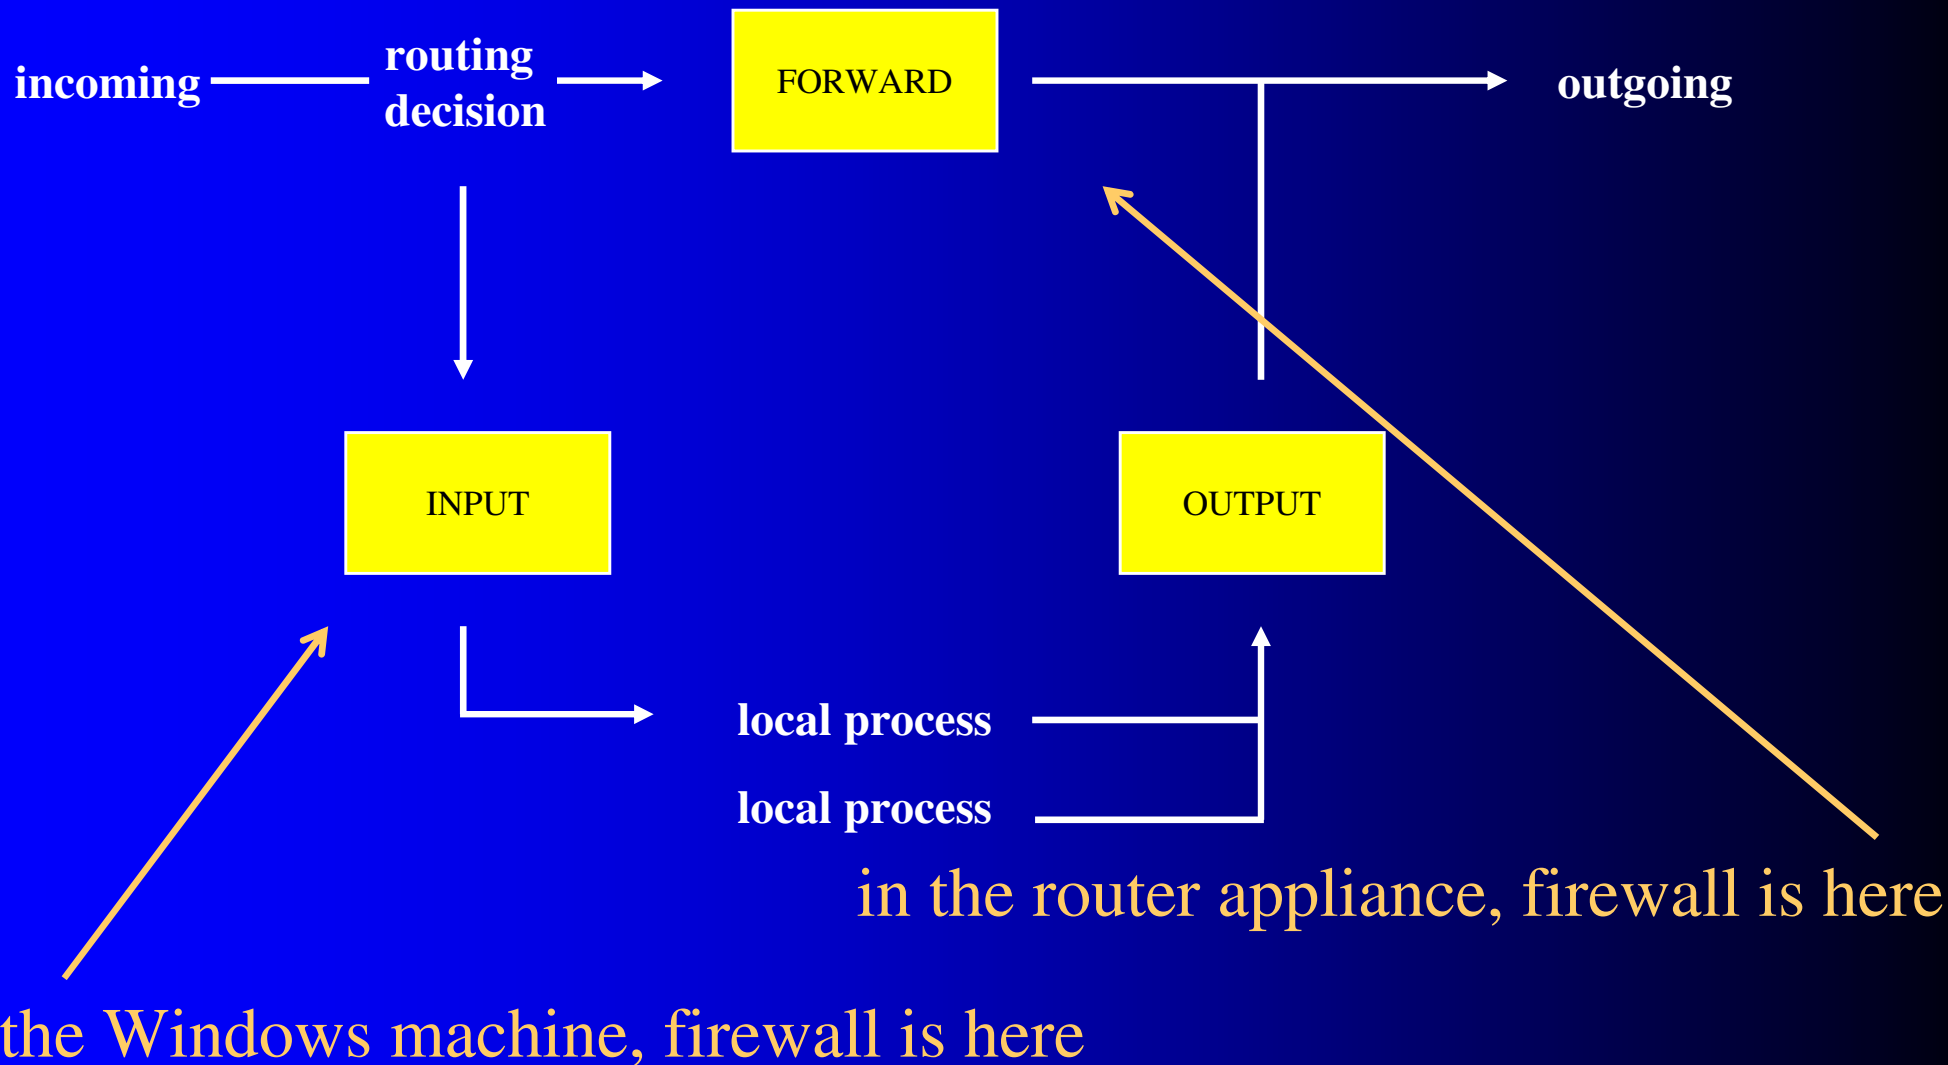 incoming
routing
decision
FORWARD
outgoing
INPUT
OUTPUT
local process
local process
in the router appliance, firewall is here
the Windows machine, firewall is here